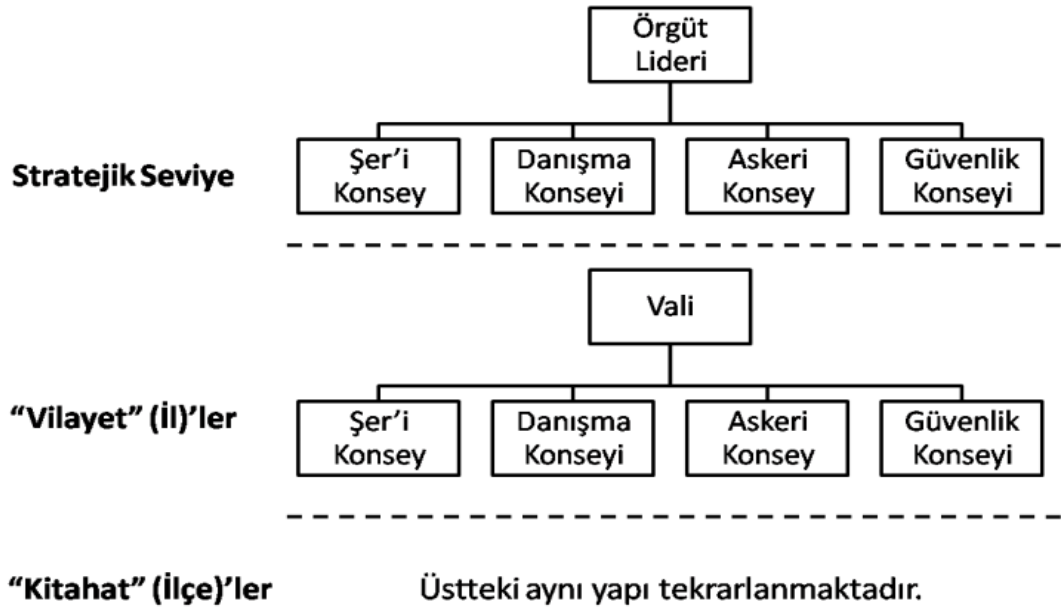 Örgüt
Lideri
Stratejik Seviye
Şer'i
Konsey
Danışma
Konseyi
Askeri
Konsey
Güvenlik
Konseyi
Vali
“Vilayet” (İl)'ler
Şer'i
Konsey
Danışma
Konseyi
Askeri
Konsey
Güvenlik
Konseyi
“Kitahat” (İlçe)'ler
Üstteki aynı yapı tekrarlanmaktadır.